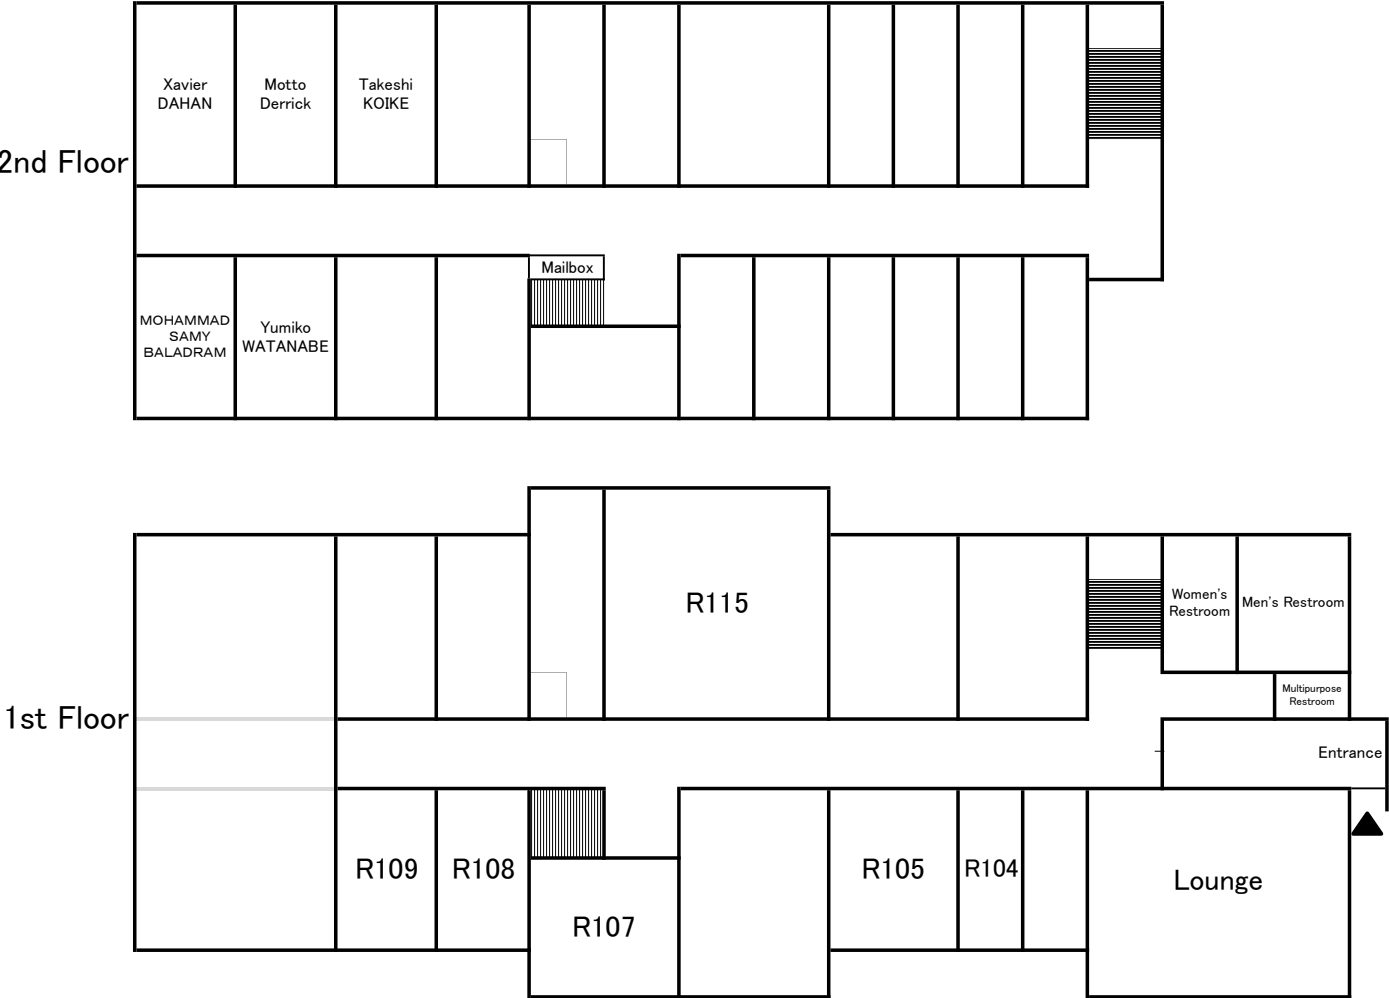 Xavier
DAHAN
Motto
Derrick
Takeshi
KOIKE
2nd Floor
Mailbox
MOHAMMAD
SAMY
BALADRAM
Yumiko
WATANABE
R115
Women's
Restroom
Men's Restroom
Multipurpose
Restroom
1st Floor
Entrance
R109
R108
R107
R105
R104
Lounge